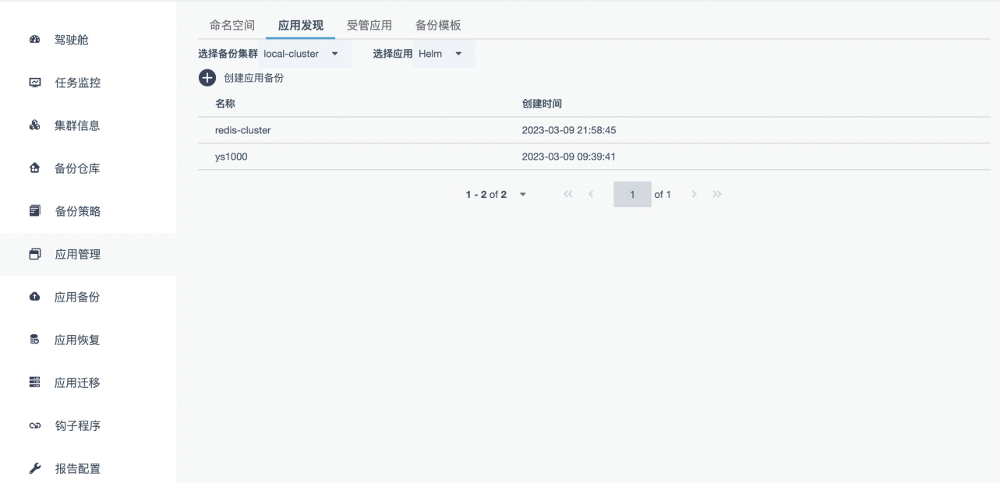 驾驶舱
任务监控
集群信息
备份仓库
备份策略
应用管理
应用备份
应用恢复
应用迁移
钩子程序
报告配置
命名空间 应用发现 受管应用 备份模板
选择备份集群 local-cluster 选择应用 Helm
创建应用备份
名称 创建时间
redis-cluster 2023-03-09 21:58:45
ys1000 2023-03-09 09:39:41
1 - 2 of 2 1 of 1